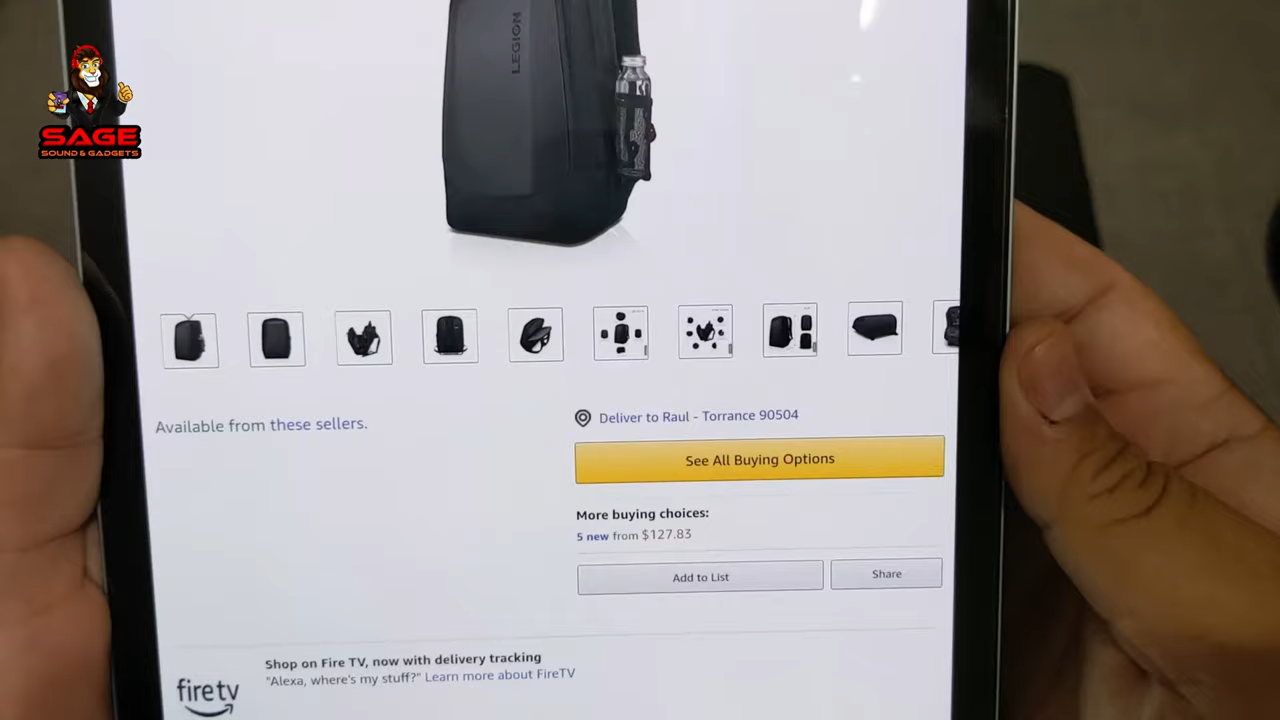 LEGION
SAGE
SOUND & GADGETS
Available from these sellers.
Deliver to Raul - Torrance 90504
See All Buying Options
More buying choices:
5 new from $127.83
Add to List
Share
Shop on Fire TV, now with delivery tracking
"Alexa, where's my stuff?" Learn more about FireTV
fire tv